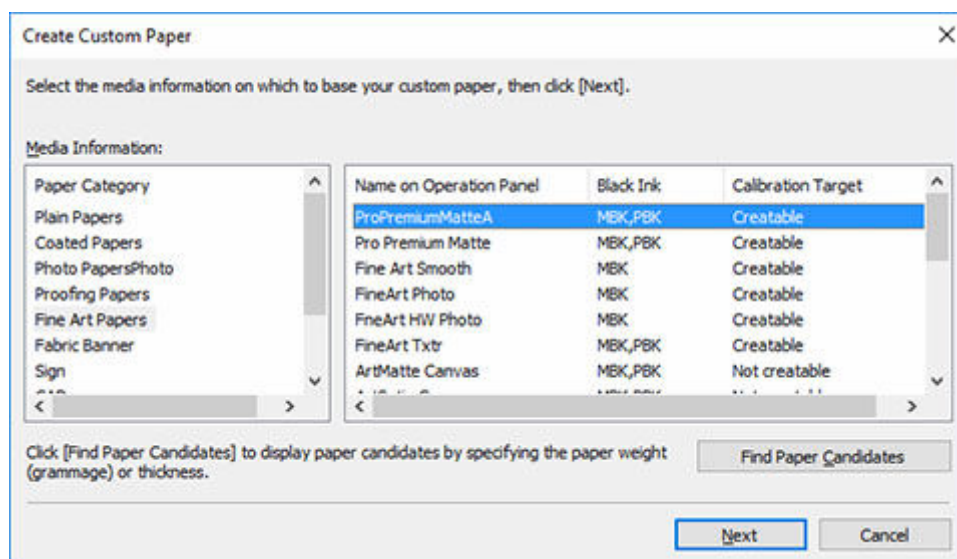 Create Custom Paper
Select the media information on which to base your custom paper, then click [Next].
Media Information:
Paper Category
Plain Papers
Coated Papers
Photo PapersPhoto
Proofing Papers
Fine Art Papers
Fabric Banner
Sign
Name on Operation Panel Black Ink Calibration Target
ProPremiumMatteA MBK,PBK Creatable
Pro Premium Matte MBK,PBK Creatable
Fine Art Smooth MBK Creatable
FineArt Photo MBK Creatable
FneArt HW Photo MBK Creatable
FineArt Txtr MBK,PBK Creatable
ArtMatte Canvas MBK,PBK Not creatable
Click [Find Paper Candidates] to display paper candidates by specifying the paper weight
(grammage) or thickness.
Find Paper Candidates
Next Cancel